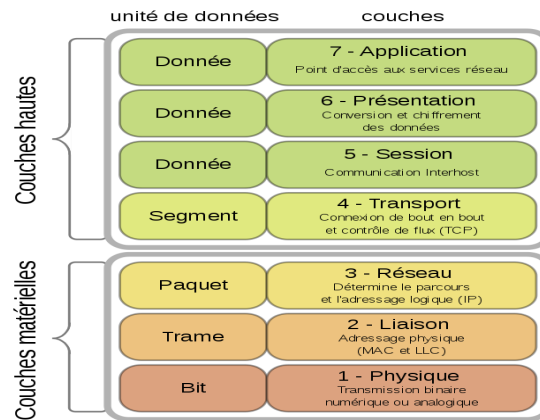 unité de données couches
Couches hautes
Donnée
7 - Application
Point d'accès aux services réseau
Donnée
6 - Présentation
Conversion et chiffrement
des données
Donnée
5 - Session
Communication Interhost
Segment
4 - Transport
Connexion de bout en bout
et contrôle de flux (TCP)
Couches matérielles
Paquet
3 - Réseau
Détermine le parcours
et l'adressage logique (IP)
Trame
2 - Liaison
Adressage physique
(MAC et LLC)
Bit
1 - Physique
Transmission binaire
numérique ou analogique